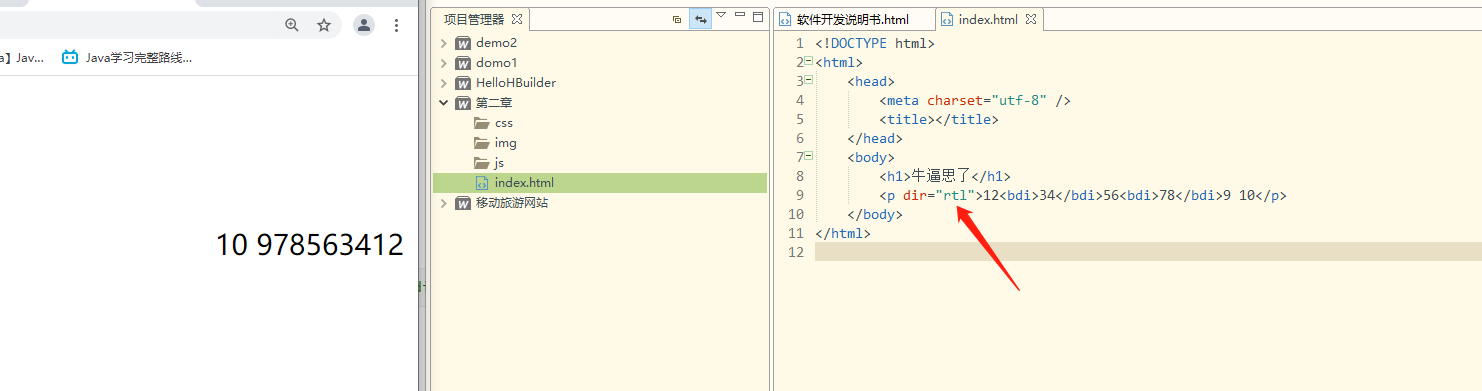 a】Jav...
Java学习完整路线...
10 978563412
项目管理器
demo2
domo1
HelloHBuilder
第二章
css
img
js
index.html
移动旅游网站
软件开发说明书.html
index.html
1 <!DOCTYPE html>
2 <html>
3 <head>
4 <meta charset="utf-8" />
5 <title></title>
6 </head>
7 <body>
8 <h1>牛逼思了</h1>
9 <p dir="rtl">12<bdi>34</bdi>56<bdi>78</bdi>9 10</p>
10 </body>
11 </html>
12